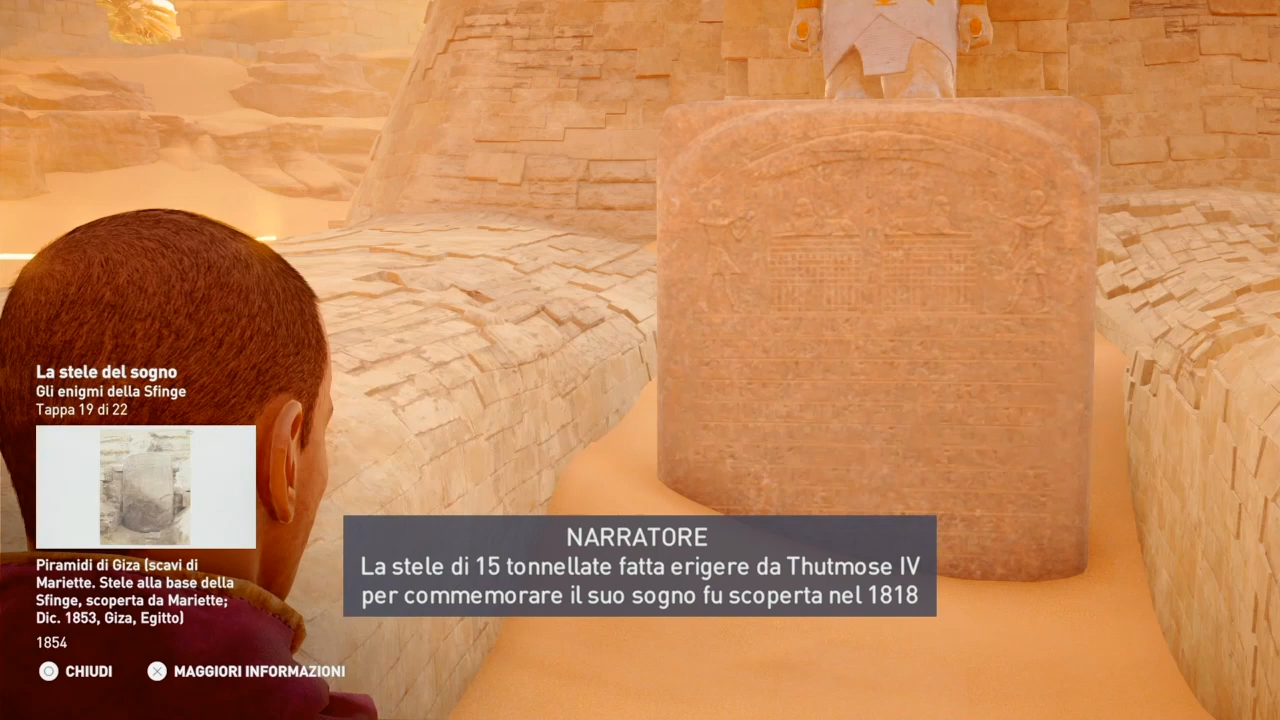 La stele del sogno
Gli enigmi della Sfinge
Tappa 19 di 22
Piramidi di Giza (scavi di
Mariette. Stele alla base della
Sfinge, scoperta da Mariette;
Dic. 1853, Giza, Egitto)
1854
CHIUDI
MAGGIORI INFORMAZIONI
NARRATORE
La stele di 15 tonnellate fatta erigere da Thutmose IV
per commemorare il suo sogno fu scoperta nel 1818